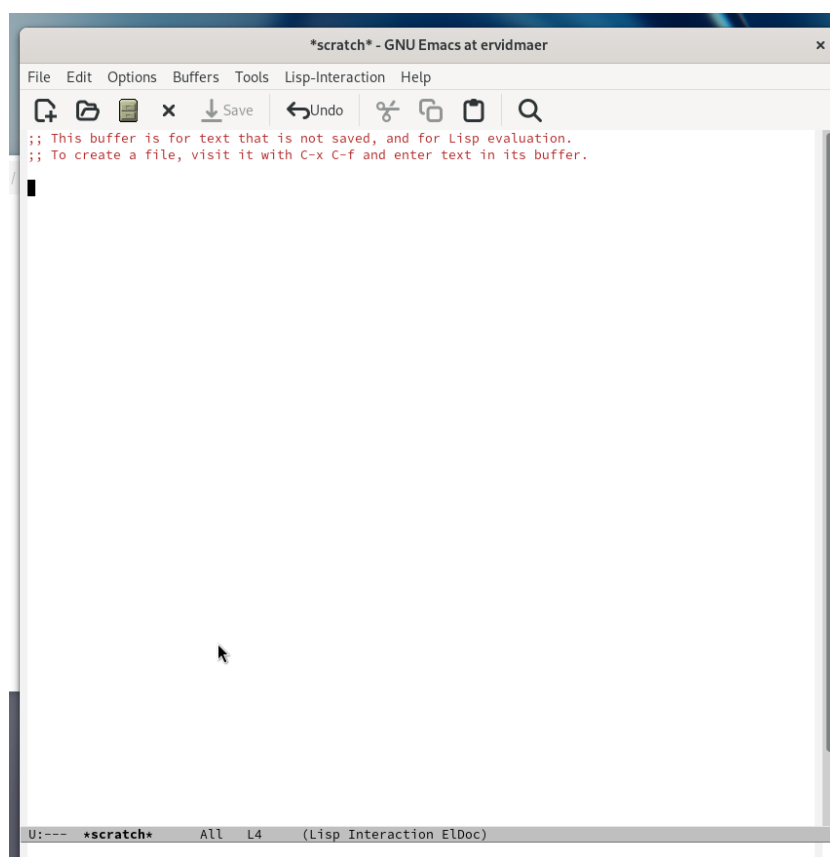 *scratch* - GNU Emacs at ervidmaer
File Edit Options Buffers Tools Lisp-Interaction Help
Save Undo
;; This buffer is for text that is not saved, and for Lisp evaluation.
;; To create a file, visit it with C-x C-f and enter text in its buffer.
U:--- *scratch* All L4 (Lisp Interaction ElDoc)